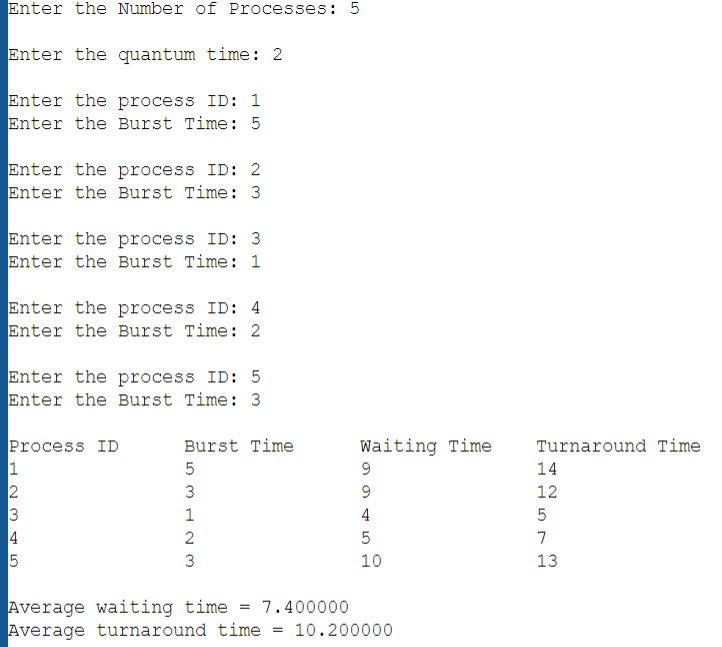 Enter the Number of Processes: 5
Enter the quantum time: 2
Enter the process ID: 1
Enter the Burst Time: 5
Enter the process ID: 2
Enter the Burst Time: 3
Enter the process ID: 3
Enter the Burst Time: 1
Enter the process ID: 4
Enter the Burst Time: 2
Enter the process ID: 5
Enter the Burst Time: 3
Process ID Burst Time Waiting Time Turnaround Time
1 5 9 14
2 3 9 12
3 1 4 5
4 2 5 7
5 3 10 13
Average waiting time = 7.400000
Average turnaround time = 10.200000